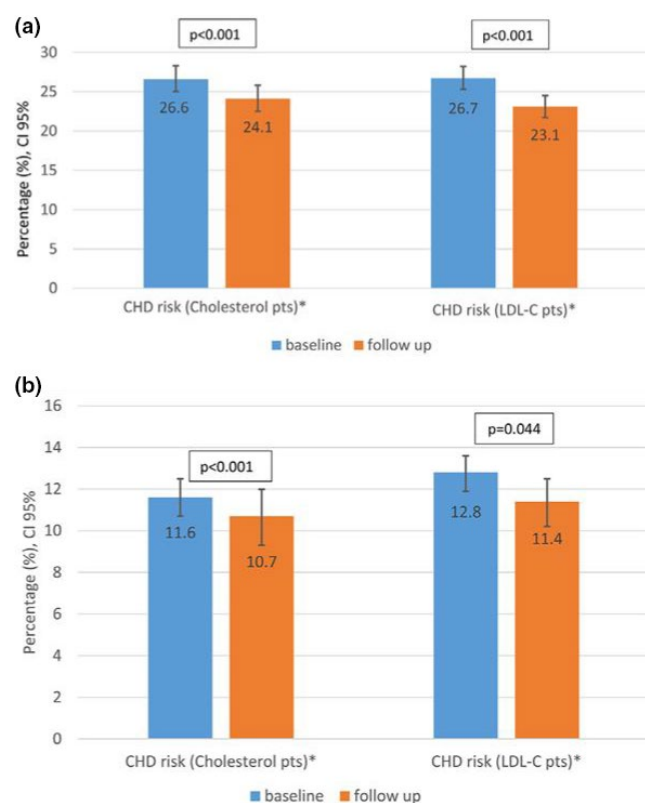 (a)
p<0.001
p<0.001
Percentage (%), CI 95%
30
25
20
15
10
5
0
26.6
24.1
26.7
23.1
CHD risk (Cholesterol pts)*
CHD risk (LDL-C pts)*
baseline
follow up
(b)
p<0.001
p=0.044
Percentage (%), CI 95%
16
14
12
10
8
6
4
2
0
11.6
10.7
12.8
11.4
CHD risk (Cholesterol pts)*
CHD risk (LDL-C pts)*
baseline
follow up